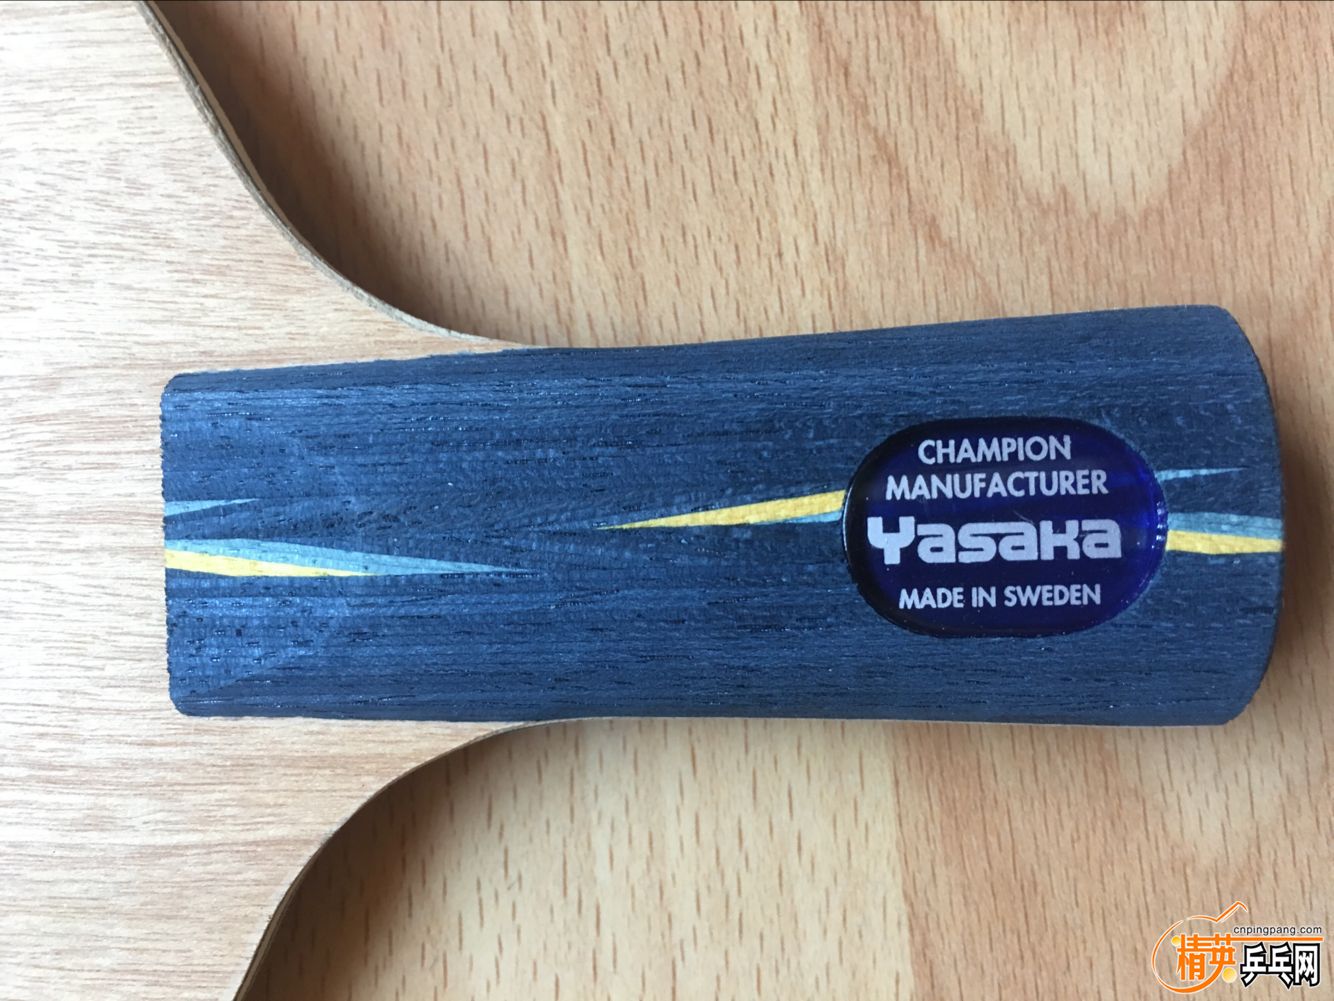 CHAMPION
MANUFACTURER
Yasaka
MADE IN SWEDEN
cnpingpang.com
精英乒乓网